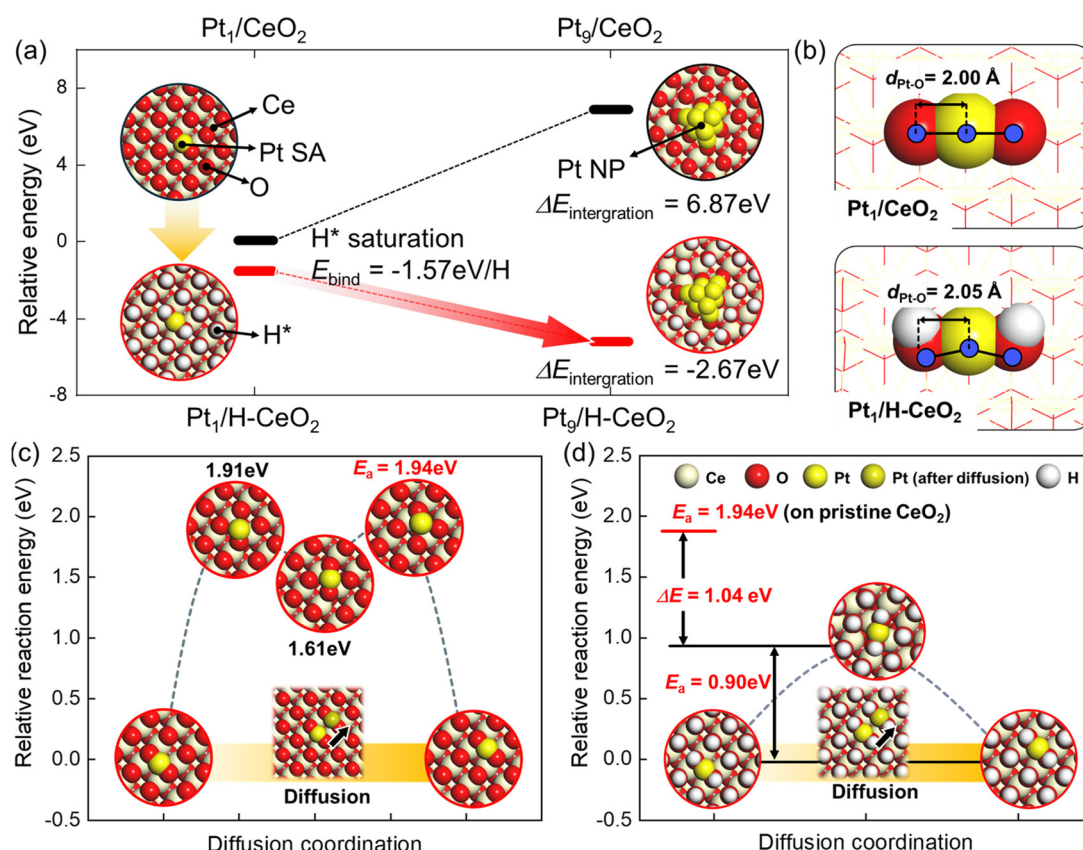 (a)
Pt1/CeO2
Pt9/CeO2
Relative energy (eV)
8
4
0
-4
-8
Ce
Pt SA
O
H*
H* saturation
Ebind = -1.57eV/H
Pt NP
ΔEintergration = 6.87eV
ΔEintergration = -2.67eV
Pt1/H-CeO2
Pt9/H-CeO2
(b)
dPt-O= 2.00 Å
Pt1/CeO2
dPt-O= 2.05 Å
Pt1/H-CeO2
(c)
Relative reaction energy (eV)
2.5
2.0
1.5
1.0
0.5
0.0
-0.5
1.91eV
Ea = 1.94eV
1.61eV
Diffusion
Diffusion coordination
(d)
Relative reaction energy (eV)
2.5
2.0
1.5
1.0
0.5
0.0
-0.5
Ce O Pt Pt (after diffusion) H
Ea = 1.94eV (on pristine CeO2)
ΔE = 1.04 eV
Ea = 0.90eV
Diffusion
Diffusion coordination